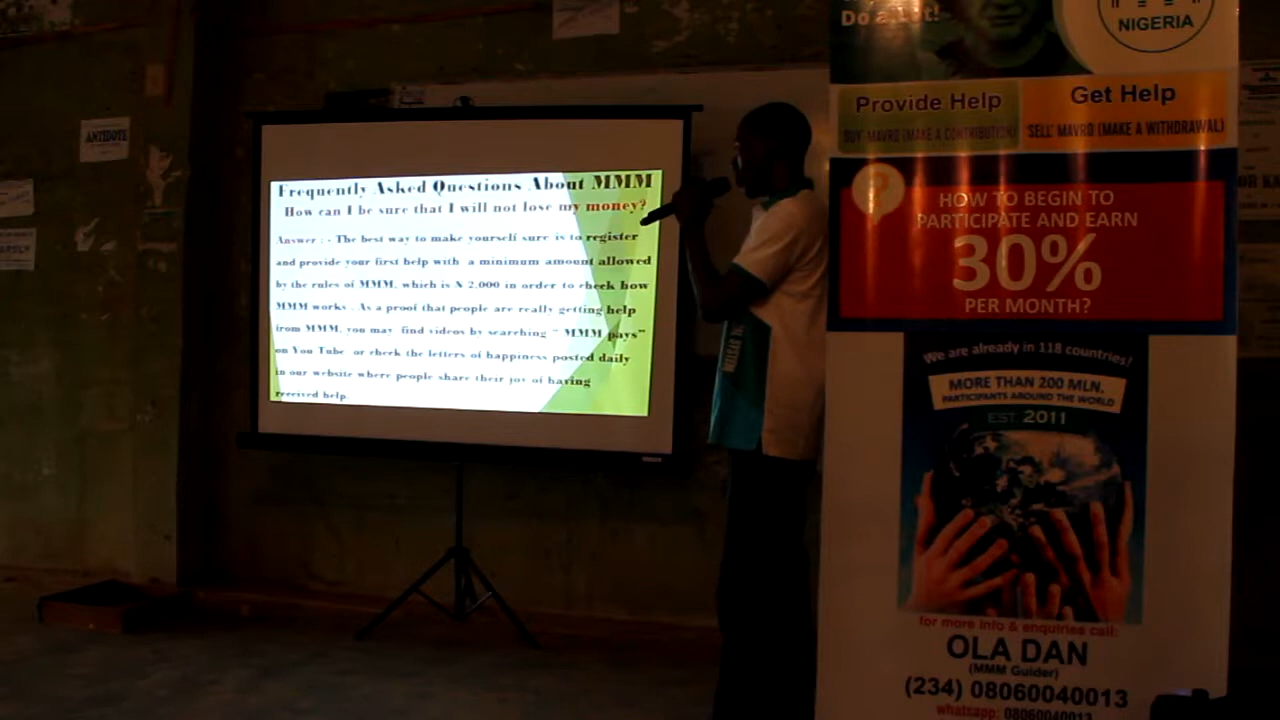 ANTIDOTE
Frequently Asked Questions About MMM
How can I be sure that I will not lose my money?
Answer : - The best way to make yourself sure is to register
and provide your first help with a minimum amount allowed
by the rules of MMM, which is N 2,000 in order to check how
MMM works . As a proof that people are really getting help
from MMM, you may find videos by searching " MMM pays"
on You Tube or check the letters of happiness posted daily
in our website where people share their joy of having
received help.
Do a Lot!
NIGERIA
Provide Help
BUY MAVRO (MAKE A CONTRIBUTION)
Get Help
'SELL' MAVRO (MAKE A WITHDRAWAL)
?
HOW TO BEGIN TO
PARTICIPATE AND EARN
30%
PER MONTH?
We are already in 118 countries!
MORE THAN 200 MLN.
PARTICIPANTS AROUND THE WORLD
EST. 2011
for more info & enquiries call:
OLA DAN
(MMM Guider)
(234) 08060040013
whatsapp: 08060040013